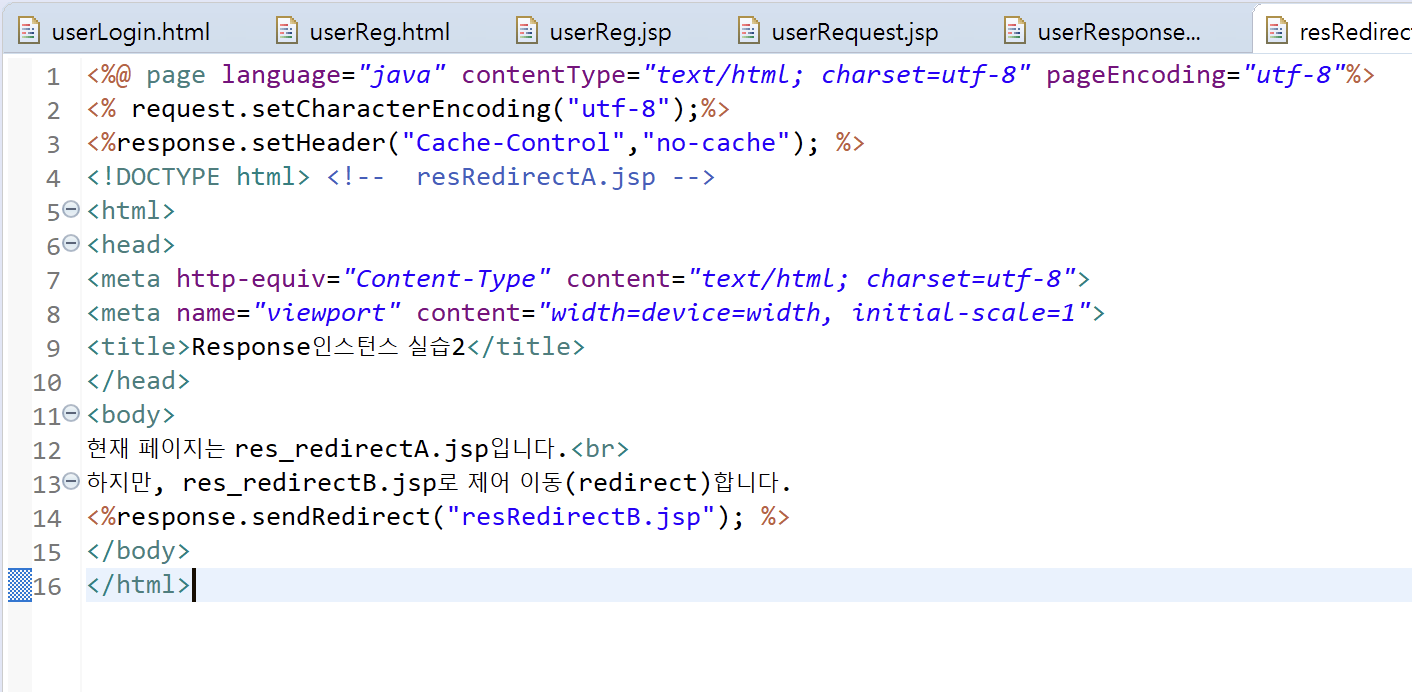 userLogin.html userReg.html userReg.jsp userRequest.jsp userResponse... resRedirect
1 <%@ page language="java" contentType="text/html; charset=utf-8" pageEncoding="utf-8"%>
2 <% request.setCharacterEncoding("utf-8");%>
3 <%response.setHeader("Cache-Control","no-cache"); %>
4 <!DOCTYPE html> <!--  resRedirectA.jsp -->
5 <html>
6 <head>
7 <meta http-equiv="Content-Type" content="text/html; charset=utf-8">
8 <meta name="viewport" content="width=device=width, initial-scale=1">
9 <title>Response인스턴스 실습2</title>
10 </head>
11 <body>
12 현재 페이지는 res_redirectA.jsp입니다.<br>
13 하지만, res_redirectB.jsp로 제어 이동(redirect)합니다.
14 <%response.sendRedirect("resRedirectB.jsp"); %>
15 </body>
16 </html>